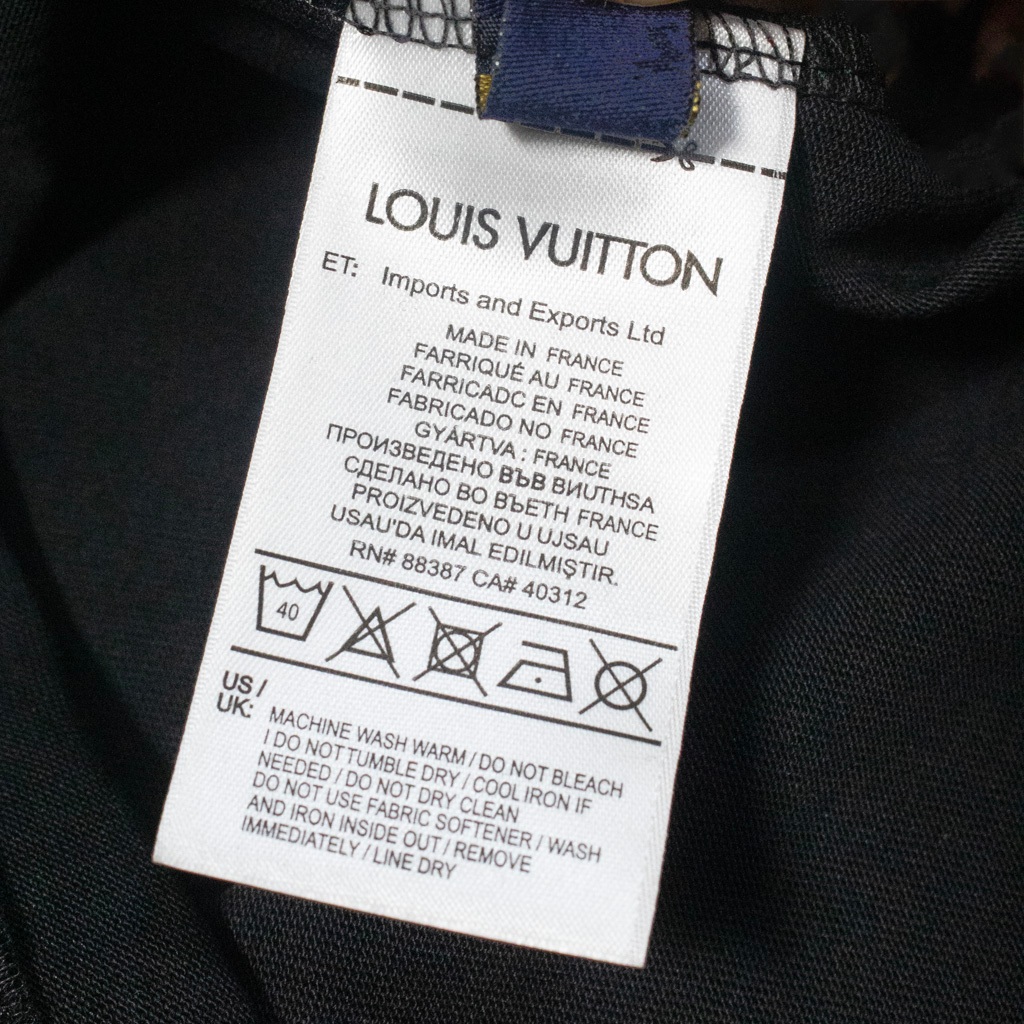 LOUIS VUITTON
ET: Imports and Exports Ltd
MADE IN FRANCE
FARRIQUÉ AU FRANCE
FARRICADC EN FRANCE
FABRICADO NO FRANCE
GYÁRTVA : FRANCE
ПРОИЗВЕДЕНО ВЪВ ВИUTHSA
СДЕЛАНО ВО ВЪЕТН FRANCE
PROIZVEDENO U UJSAU
USAU'DA IMAL EDILMIŞTIR.
RN# 88387 CA# 40312
40
US /
UK:
MACHINE WASH WARM / DO NOT BLEACH
I DO NOT TUMBLE DRY / COOL IRON IF
NEEDED / DO NOT DRY CLEAN
DO NOT USE FABRIC SOFTENER / WASH
AND IRON INSIDE OUT / REMOVE
IMMEDIATELY / LINE DRY